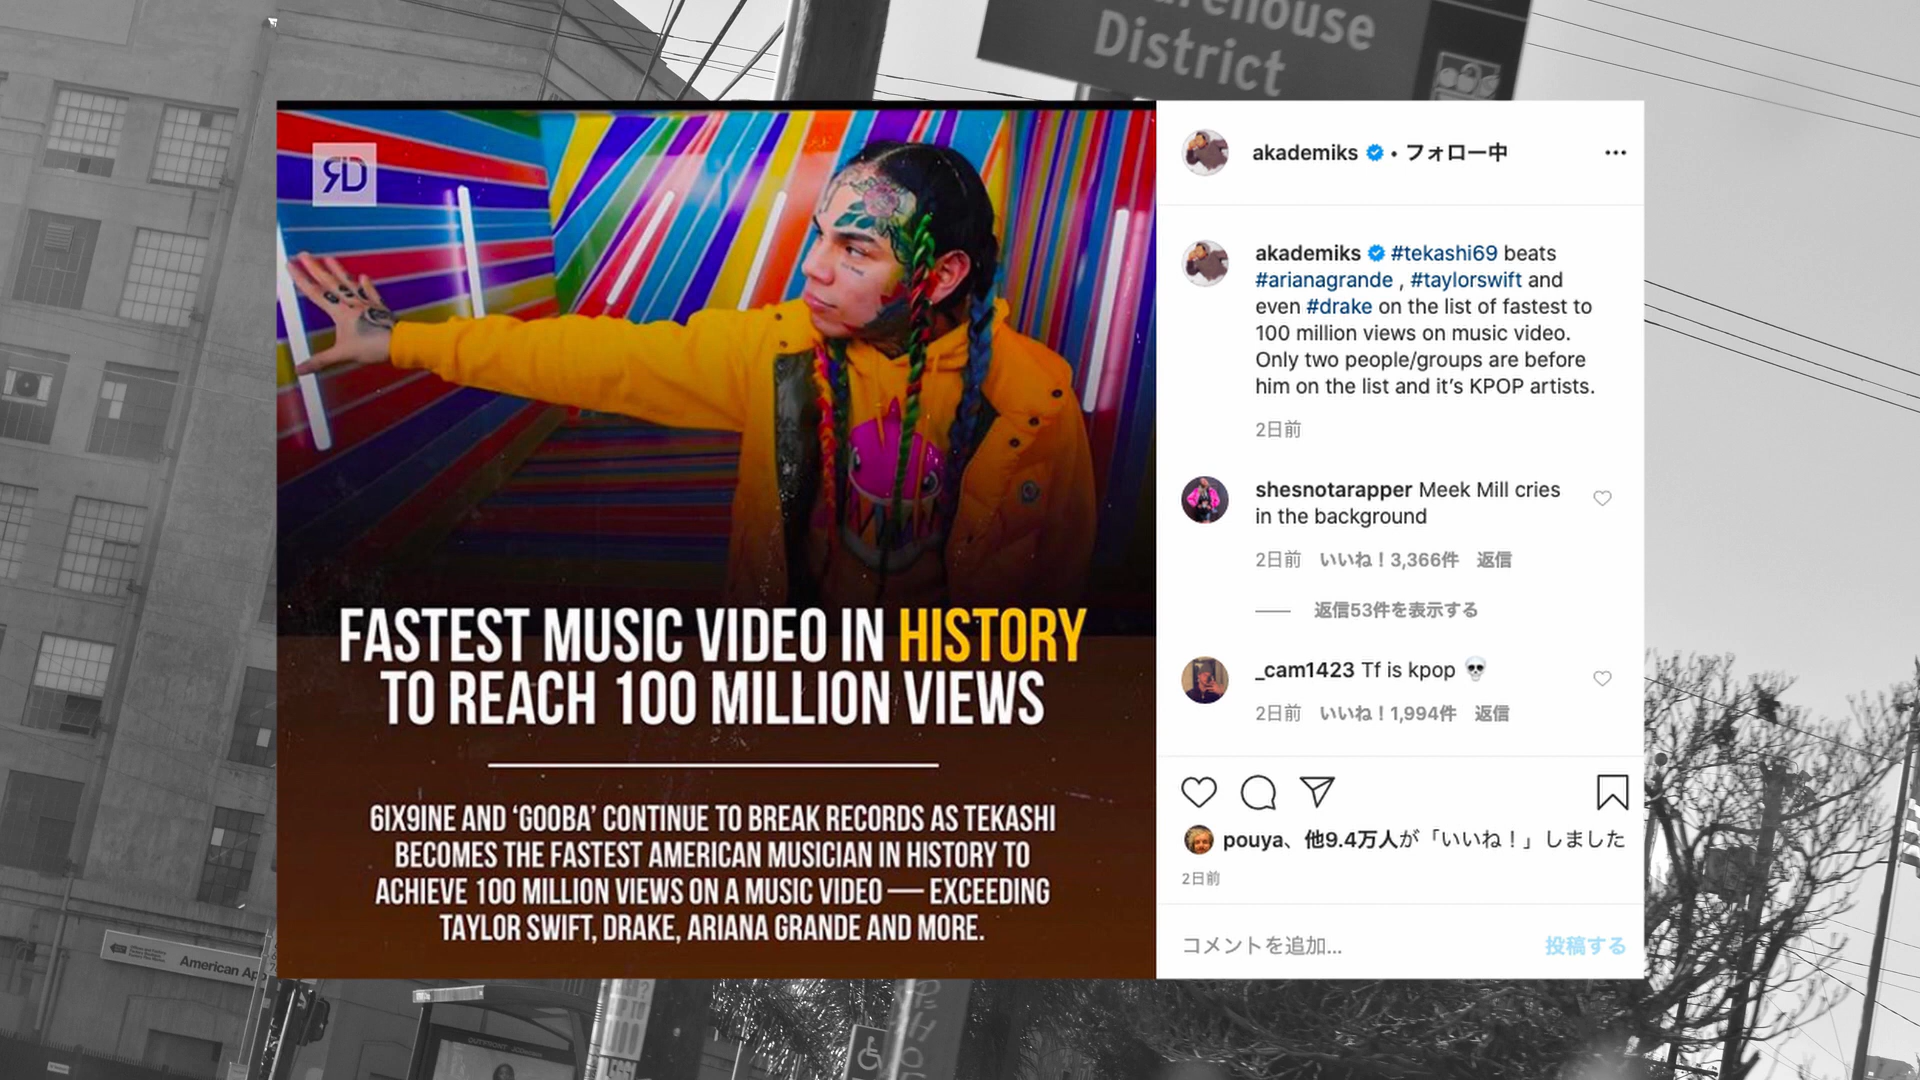 rehouse
District
ЯD
FASTEST MUSIC VIDEO IN HISTORY
TO REACH 100 MILLION VIEWS
6IX9INE AND ‘GOOBA’ CONTINUE TO BREAK RECORDS AS TEKASHI
BECOMES THE FASTEST AMERICAN MUSICIAN IN HISTORY TO
ACHIEVE 100 MILLION VIEWS ON A MUSIC VIDEO — EXCEEDING
TAYLOR SWIFT, DRAKE, ARIANA GRANDE AND MORE.
akademiks • フォロー中
akademiks #tekashi69 beats
#arianagrande , #taylorswift and
even #drake on the list of fastest to
100 million views on music video.
Only two people/groups are before
him on the list and it’s KPOP artists.
2日前
shesnotarapper Meek Mill cries
in the background
2日前 いいね！3,366件 返信
返信53件を表示する
_cam1423 Tf is kpop 💀
2日前 いいね！1,994件 返信
pouya、他9.4万人が「いいね！」しました
2日前
コメントを追加...
投稿する
American Ap